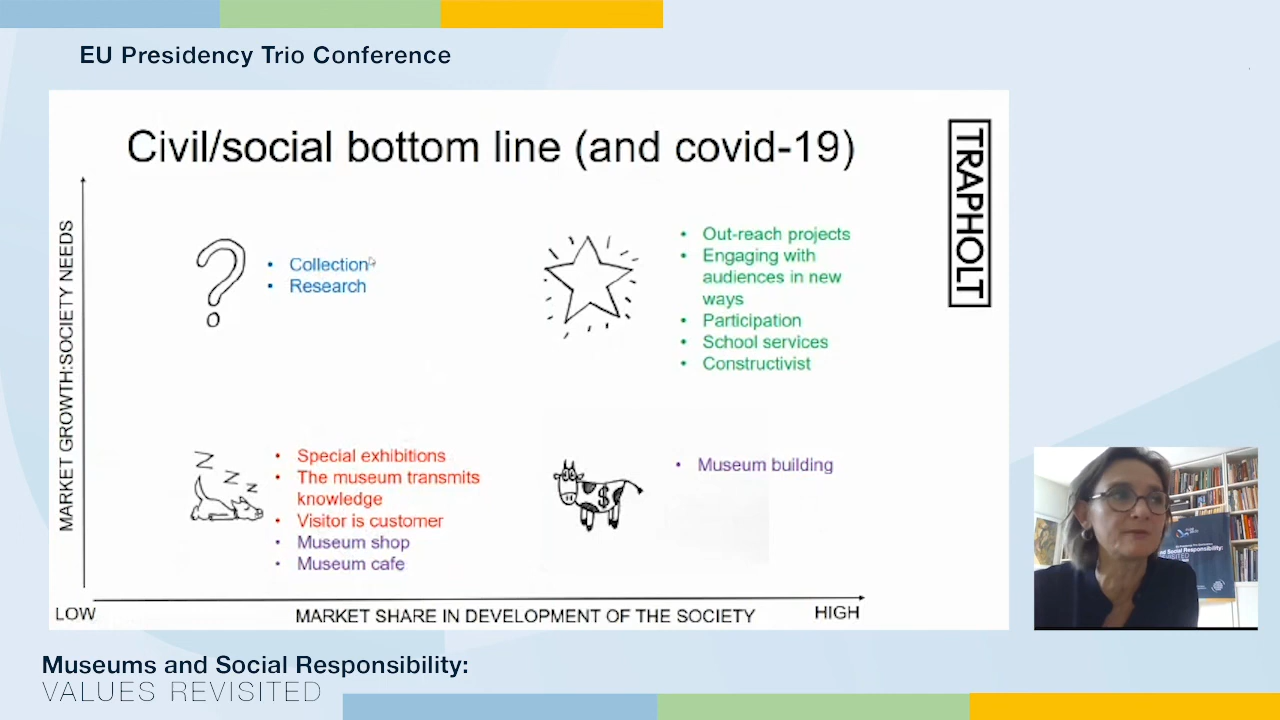 EU Presidency Trio Conference
Civil/social bottom line (and covid-19)
TRAPHOLT
MARKET GROWTH:SOCIETY NEEDS
• Collection
• Research
• Out-reach projects
• Engaging with
audiences in new
ways
• Participation
• School services
• Constructivist
Z
Z
Z
• Special exhibitions
• The museum transmits
knowledge
• Visitor is customer
• Museum shop
• Museum cafe
$
• Museum building
LOW
MARKET SHARE IN DEVELOPMENT OF THE SOCIETY
HIGH
Museums and Social Responsibility:
VALUES REVISITED